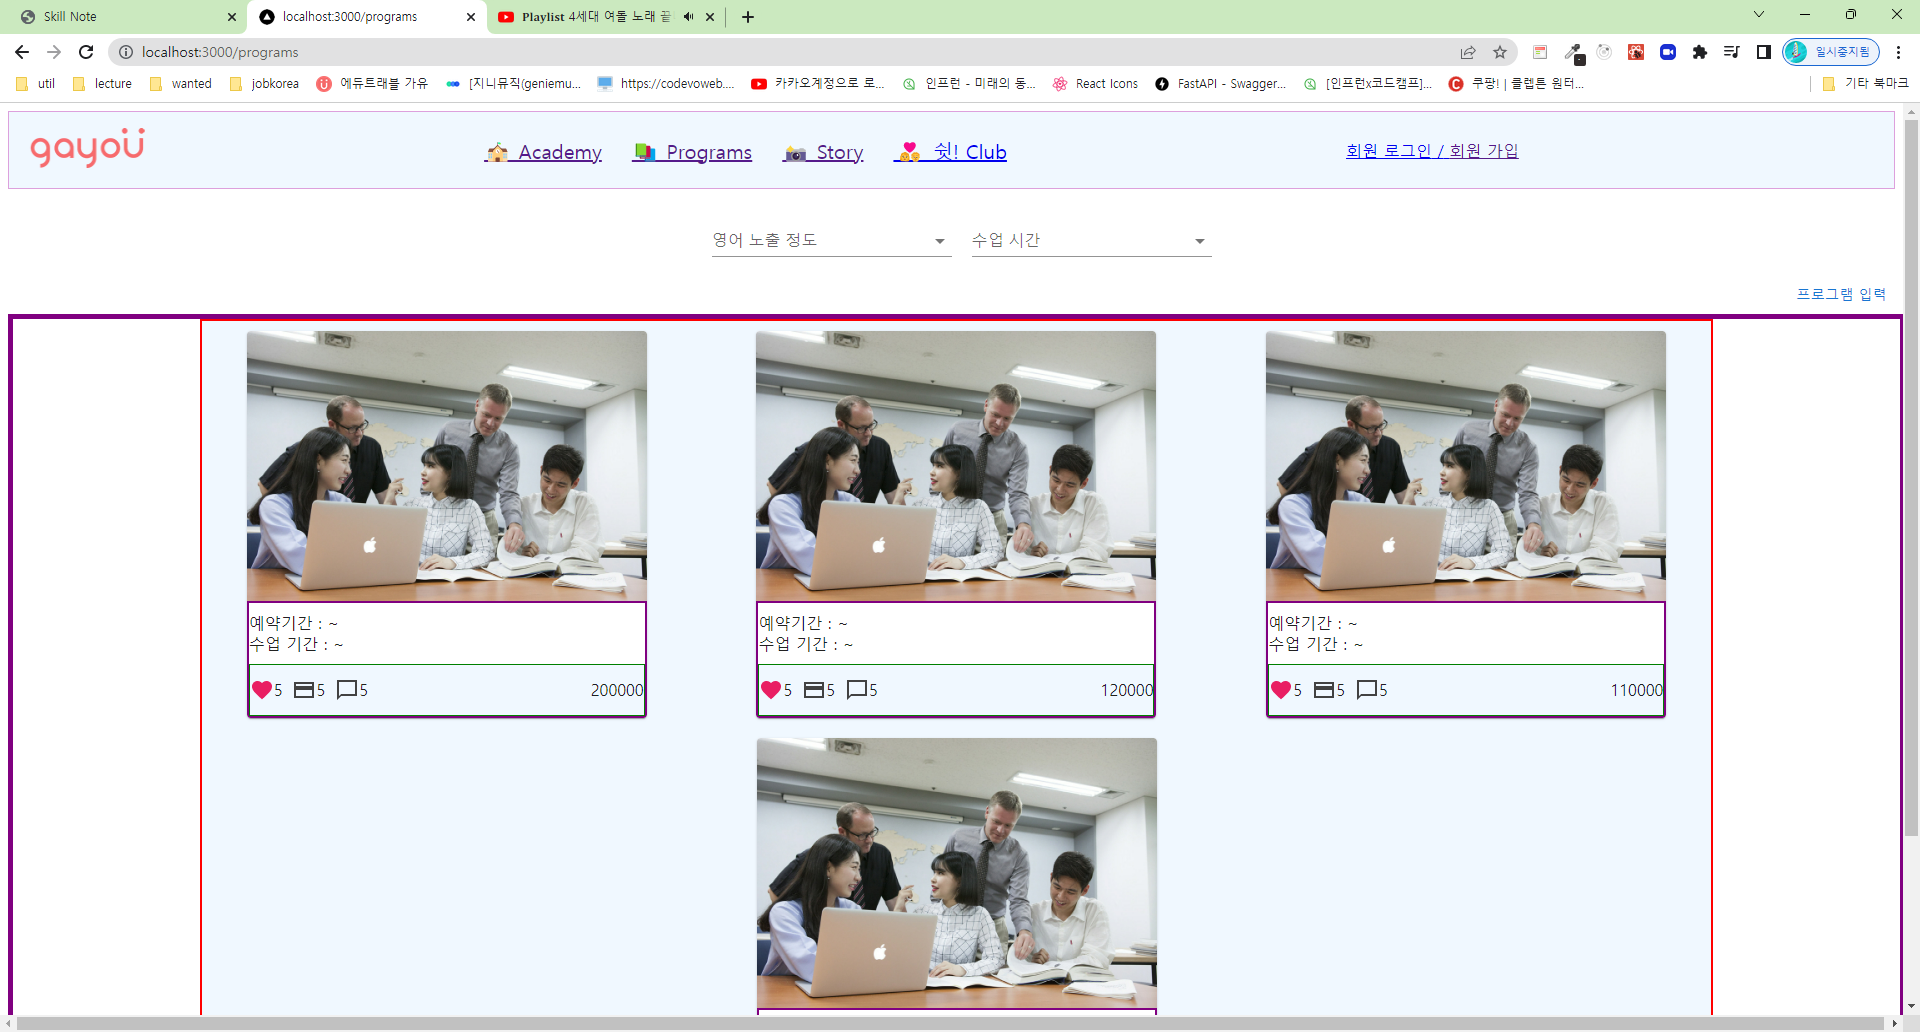 Skill Note
localhost:3000/programs
Playlist 4세대 여돌 노래 끝
localhost:3000/programs
일시중지됨
util
lecture
wanted
jobkorea
에듀트래블 가유
[지니뮤직(geniemu...
https://codevoweb....
카카오계정으로 로...
인프런 - 미래의 동...
React Icons
FastAPI - Swagger...
[인프런x코드캠프]...
쿠팡! | 클렙튼 원터...
기타 북마크
gayou
Academy
Programs
Story
쉿! Club
회원 로그인 / 회원 가입
영어 노출 정도
수업 시간
프로그램 입력
예약기간 : ~
수업 기간 : ~
5 5 5 200000
예약기간 : ~
수업 기간 : ~
5 5 5 120000
예약기간 : ~
수업 기간 : ~
5 5 5 110000